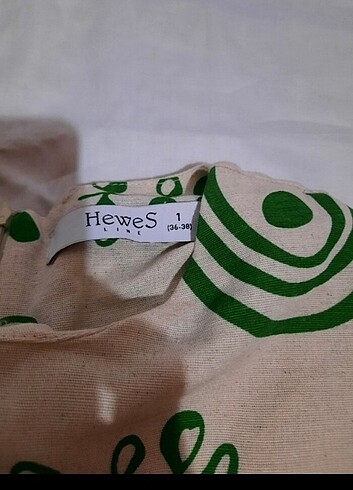 HeweS 1
LINE (36-38)